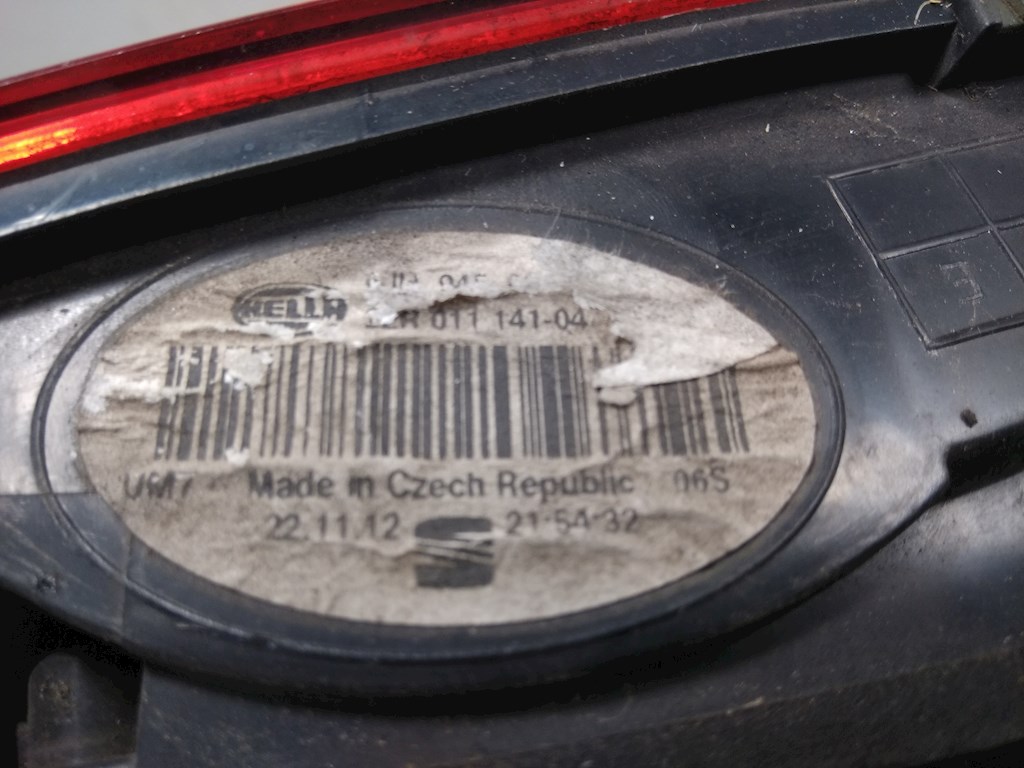 HELLA
011 141-04
Made in Czech Republic 06S
22.11.12 21:54:32